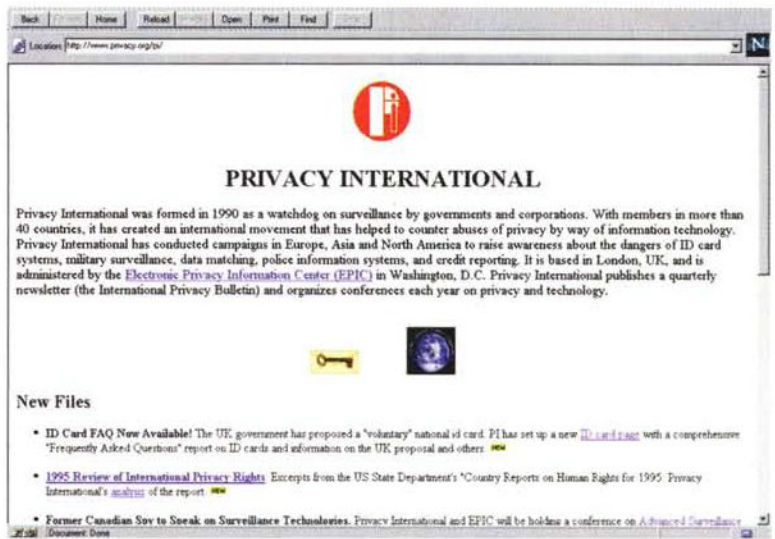 Back Home Reload Open Print Find
Location: http://www.privacy.org/pi/
N
PRIVACY INTERNATIONAL
Privacy International was formed in 1990 as a watchdog on surveillance by governments and corporations. With members in more than
40 countries, it has created an international movement that has helped to counter abuses of privacy by way of information technology.
Privacy International has conducted campaigns in Europe, Asia and North America to raise awareness about the dangers of ID card
systems, military surveillance, data matching, police information systems, and credit reporting. It is based in London, UK, and is
administered by the Electronic Privacy Information Center (EPIC) in Washington, D.C. Privacy International publishes a quarterly
newsletter (the International Privacy Bulletin) and organizes conferences each year on privacy and technology.
New Files
• ID Card FAQ Now Available! The UK government has proposed a "voluntary" national id card. PI has set up a new ID card page with a comprehensive
"Frequently Asked Questions" report on ID cards and information on the UK proposal and others. NEW
• 1995 Review of International Privacy Rights. Excerpts from the US State Department's "Country Reports on Human Rights for 1995. Privacy
International's analysis of the report. NEW
• Former Canadian Spy to Speak on Surveillance Technologies. Privacy International and EPIC will be holding a conference on Advanced Surveillance
Document: Done